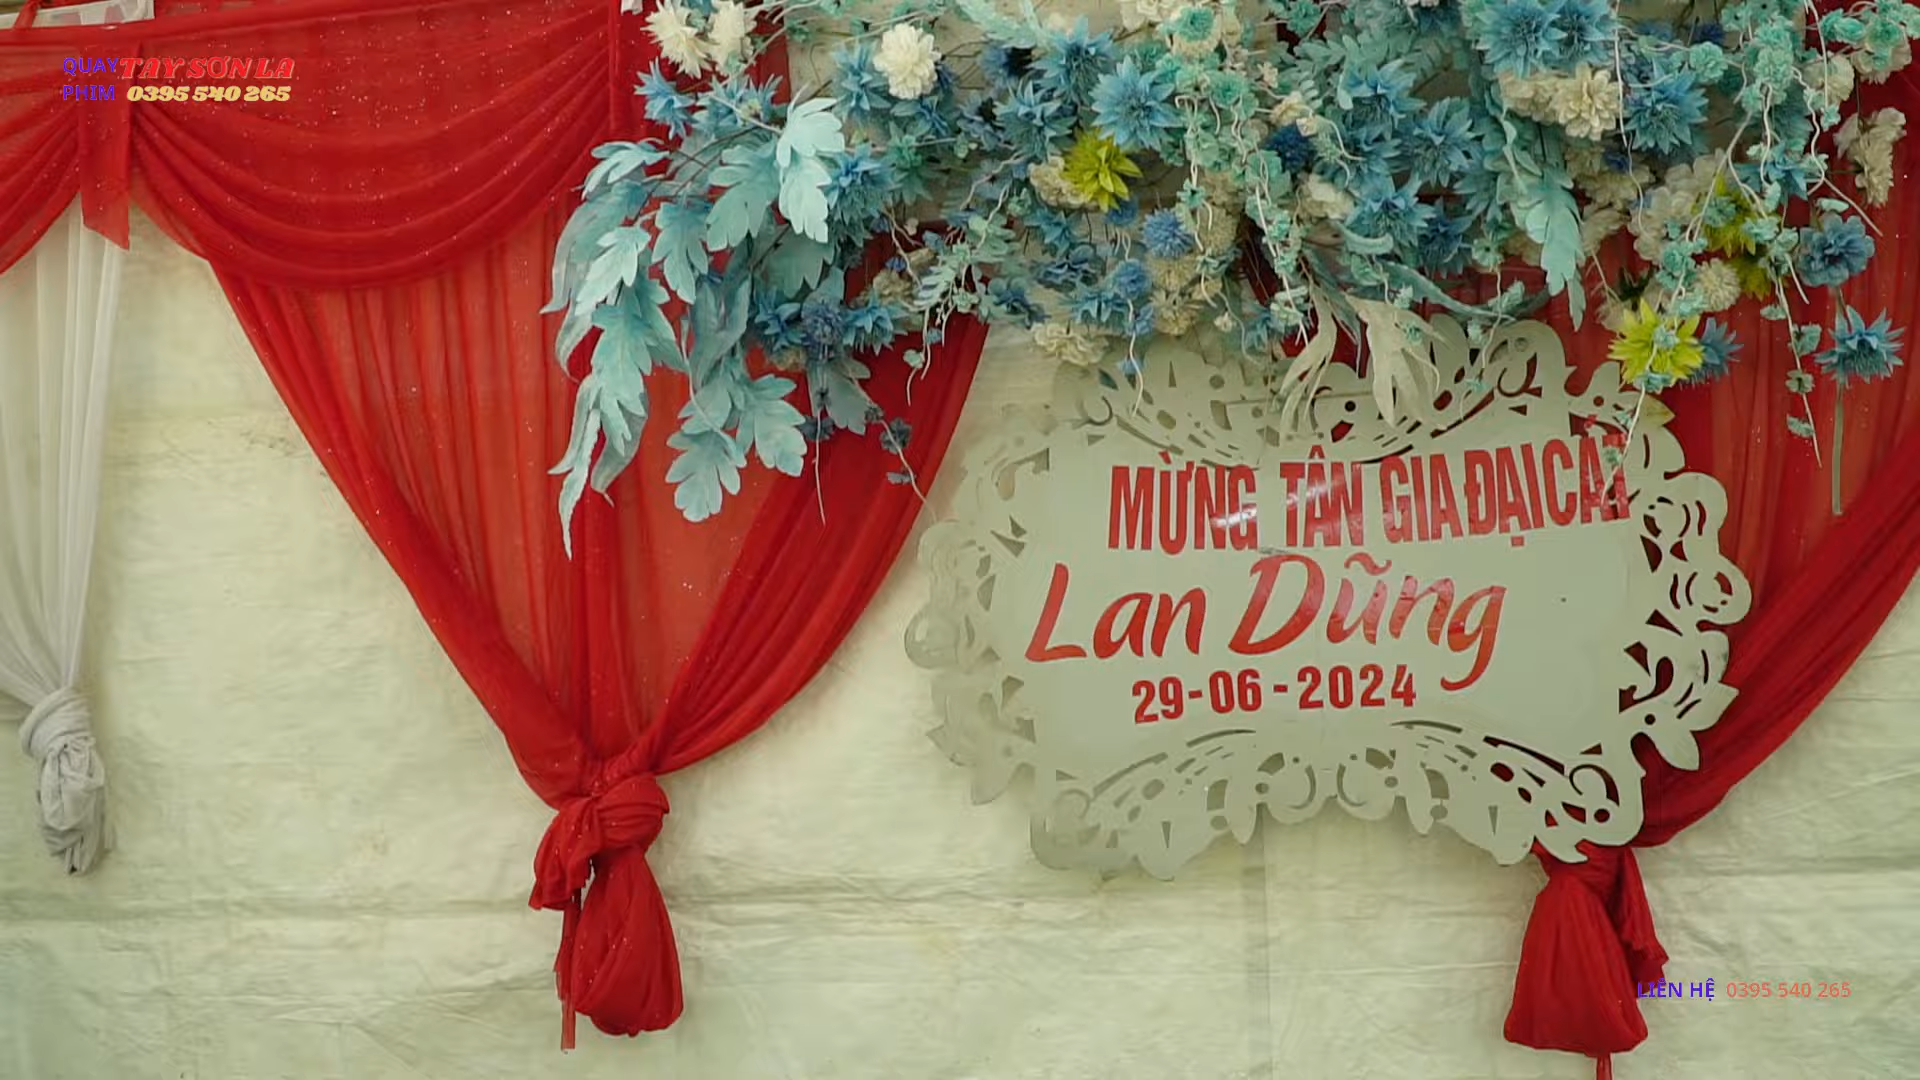 QUAY TAY SƠN LA
PHIM 0395 540 265
MỪNG TÂN GIA ĐẠI CÁT
Lan Dũng
29-06-2024
LIÊN HỆ 0395 540 265